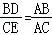 BD/CE = AB/AC